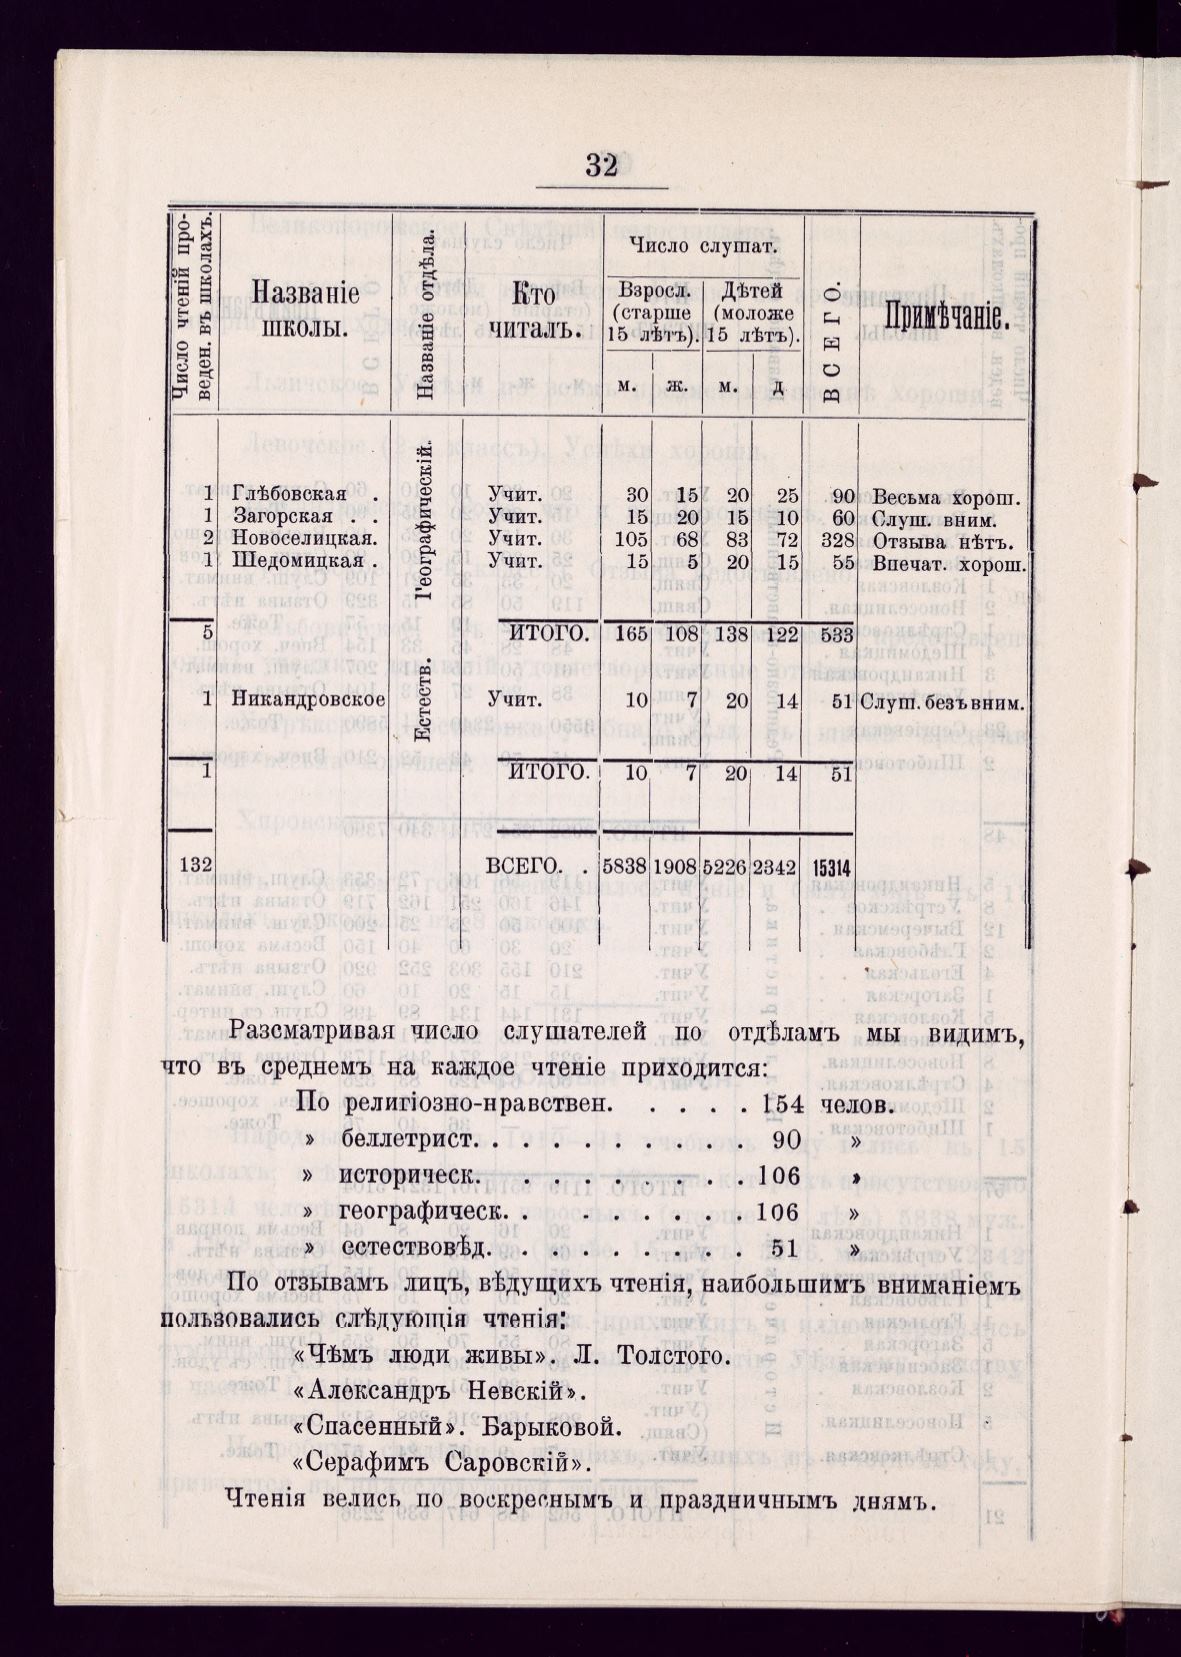 32
Число чтеній про-
веден. въ школахъ.
Названіе
школы.
Названіе отдѣла.
Кто
читалъ.
Число слушат.
Взросл.
(старше
15 лѣтъ).
Дѣтей
(моложе
15 лѣтъ).
м. ж. м. д
ВСЕГО.
Примѣчаніе.
Географическій.
1 Глѣбовская . Учит. 30 15 20 25 90 Весьма хорош.
1 Загорская . . Учит. 15 20 15 10 60 Слуш. вним.
2 Новоселицкая. Учит. 105 68 83 72 328 Отзыва нѣтъ.
1 Шедомицкая . Учит. 15 5 20 15 55 Впечат. хорош.
5 ИТОГО. 165 108 138 122 533
Естеств.
1 Никандровское Учит. 10 7 20 14 51 Слуш. безъ вним.
1 ИТОГО. 10 7 20 14 51
132 ВСЕГО. . 5838 1908 5226 2342 15314
Разсматривая число слушателей по отдѣламъ мы видимъ,
что въ среднемъ на каждое чтеніе приходится:
По религіозно-нравствен. . . . . . 154 челов.
» беллетрист. . . . . . . . . . 90 »
» историческ. . . . . . . . . 106 »
» географическ. . . . . . . . . 106 »
» естествовѣд. . . . . . . . . 51 »
По отзывамъ лицъ, вѣдущихъ чтенія, наибольшимъ вниманіемъ
пользовались слѣдующія чтенія:
«Чѣмъ люди живы». Л. Толстого.
«Александръ Невскій».
«Спасенный». Барыковой.
«Серафимъ Саровскій».
Чтенія велись по воскреснымъ и праздничнымъ днямъ.